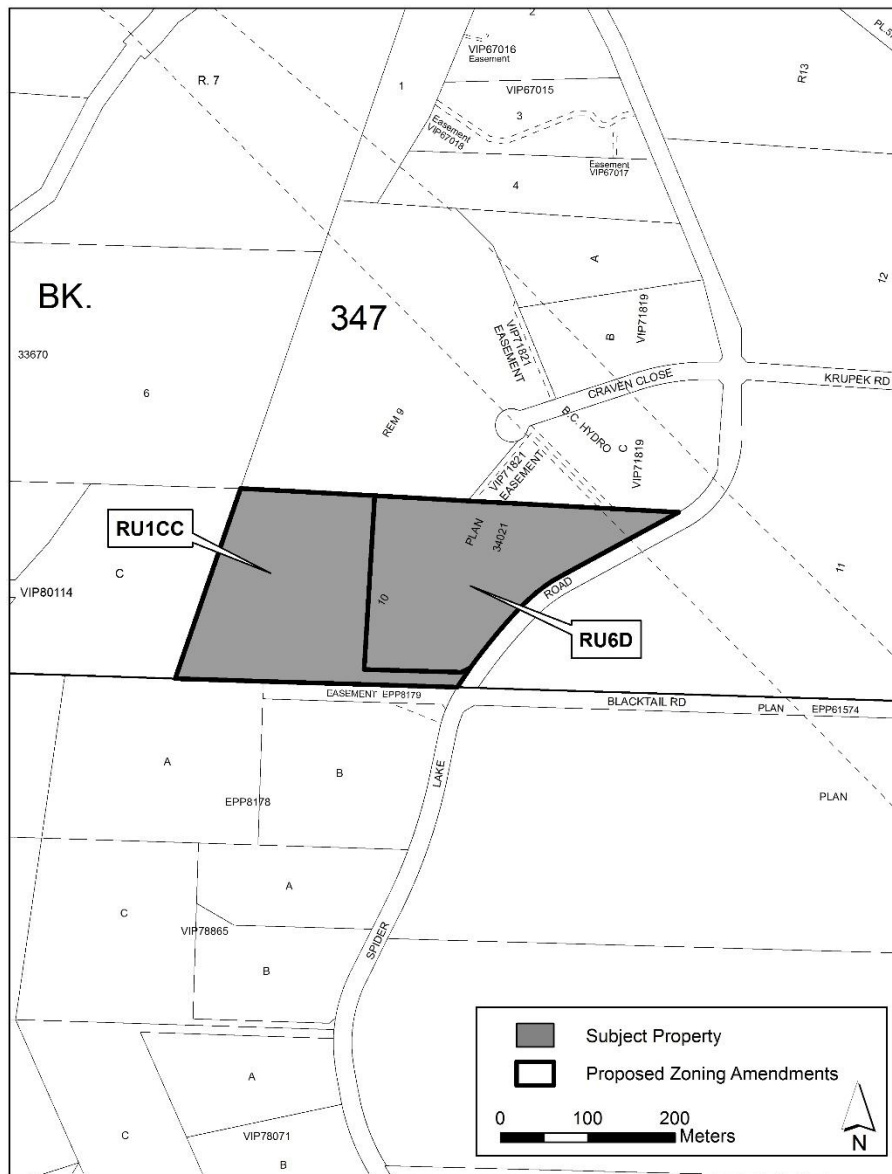 2
PL.S
VIP67016
Easement
R. 7
1
VIP67015
R13
3
Easement
VIP67018
Easement
VIP67017
4
A
12
BK.
347
VIP71821
EASEMENT
B
VIP71819
33670
6
CRAVEN CLOSE
KRUPEK RD
REM 9
B.C. HYDRO
C
VIP71819
VIP71821
EASEMENT
RU1CC
PLAN
34021
11
C
VIP80114
10
ROAD
RU6D
EASEMENT EPP8179
BLACKTAIL RD
PLAN
EPP61574
A
B
LAKE
EPP8178
PLAN
A
C
VIP78865
SPIDER
B
Subject Property
Proposed Zoning Amendments
0 100 200
Meters
N
A
C
VIP78071
B